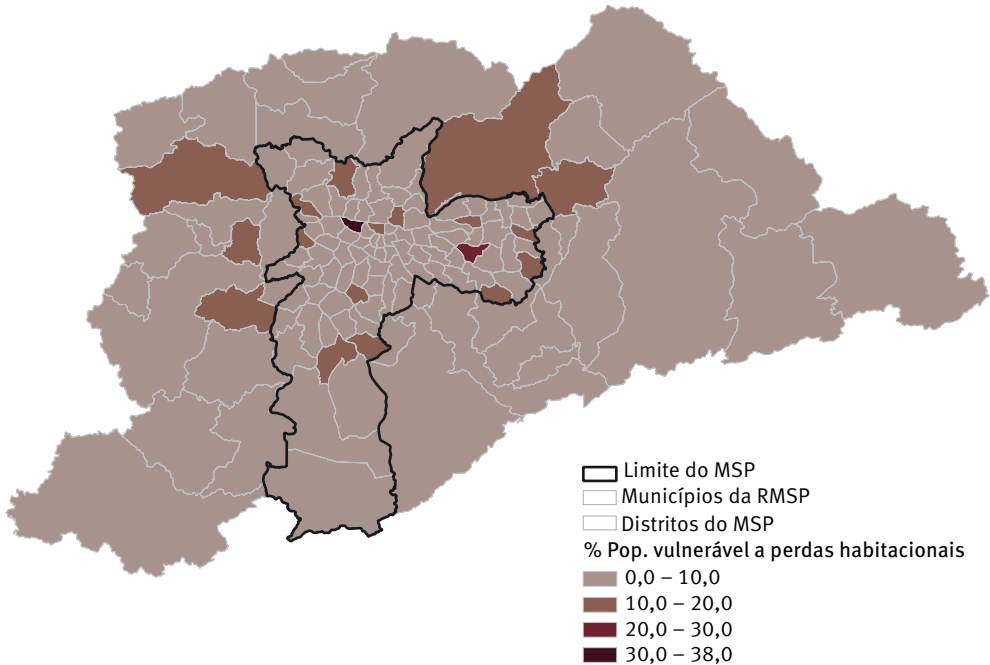 Limite do MSP
Municípios da RMSP
Distritos do MSP
% Pop. vulnerável a perdas habitacionais
0,0 – 10,0
10,0 – 20,0
20,0 – 30,0
30,0 – 38,0